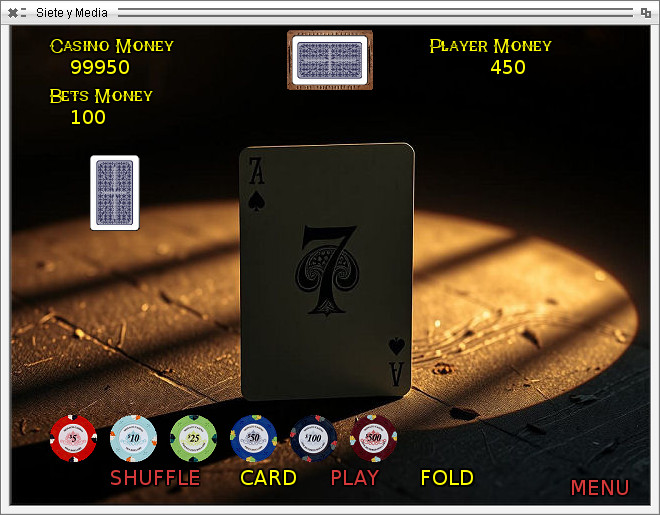 Siete y Media
Casino Money
99950
Bets Money
100
Player Money
450
7A
7
A
$5
$10
$25
$50
$100
$500
SHUFFLE
CARD
PLAY
FOLD
MENU